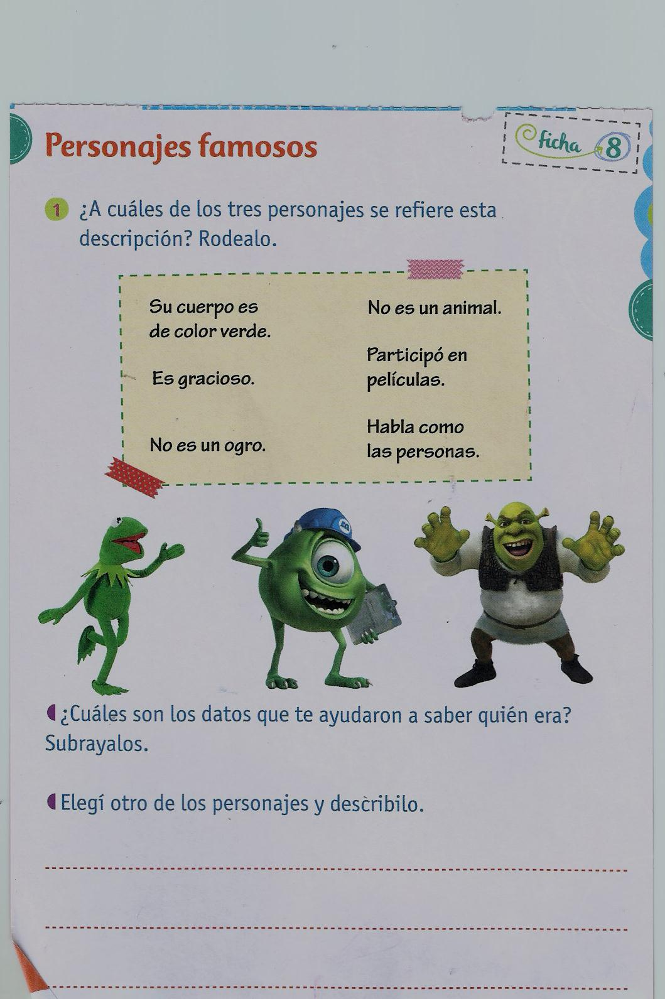 Personajes famosos
ficha 8
1 ¿A cuáles de los tres personajes se refiere esta
descripción? Rodealo.
Su cuerpo es
de color verde.
Es gracioso.
No es un ogro.
No es un animal.
Participó en
películas.
Habla como
las personas.
¿Cuáles son los datos que te ayudaron a saber quién era?
Subrayalos.
Elegí otro de los personajes y describilo.